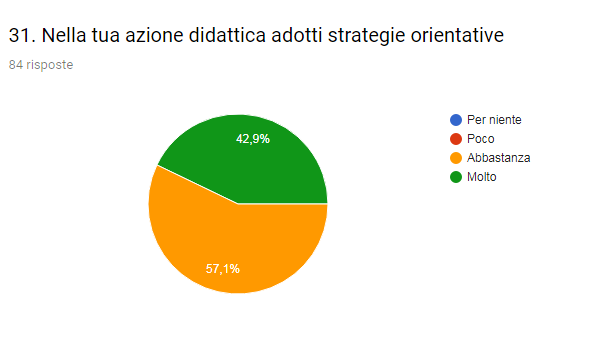 31. Nella tua azione didattica adotti strategie orientative
84 risposte
42,9%
57,1%
Per niente
Poco
Abbastanza
Molto